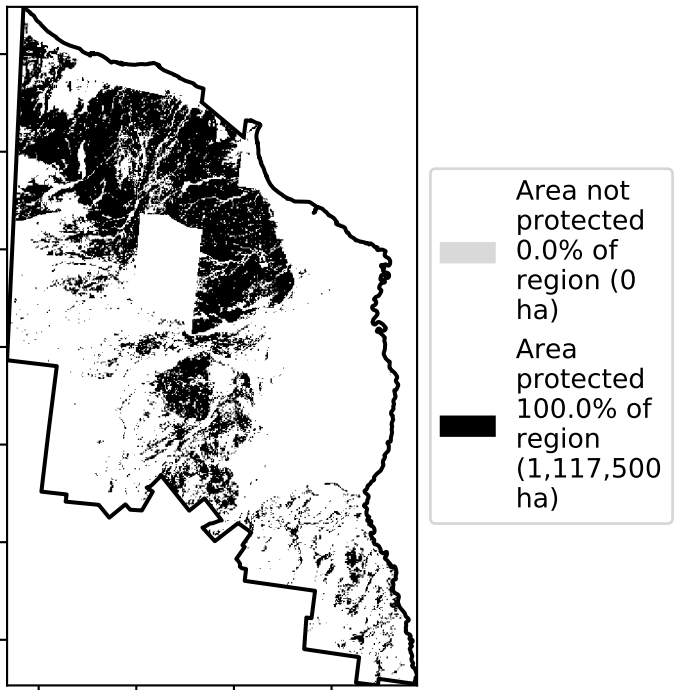 Area not
protected
0.0% of
region (0
ha)
Area
protected
100.0% of
region
(1,117,500
ha)